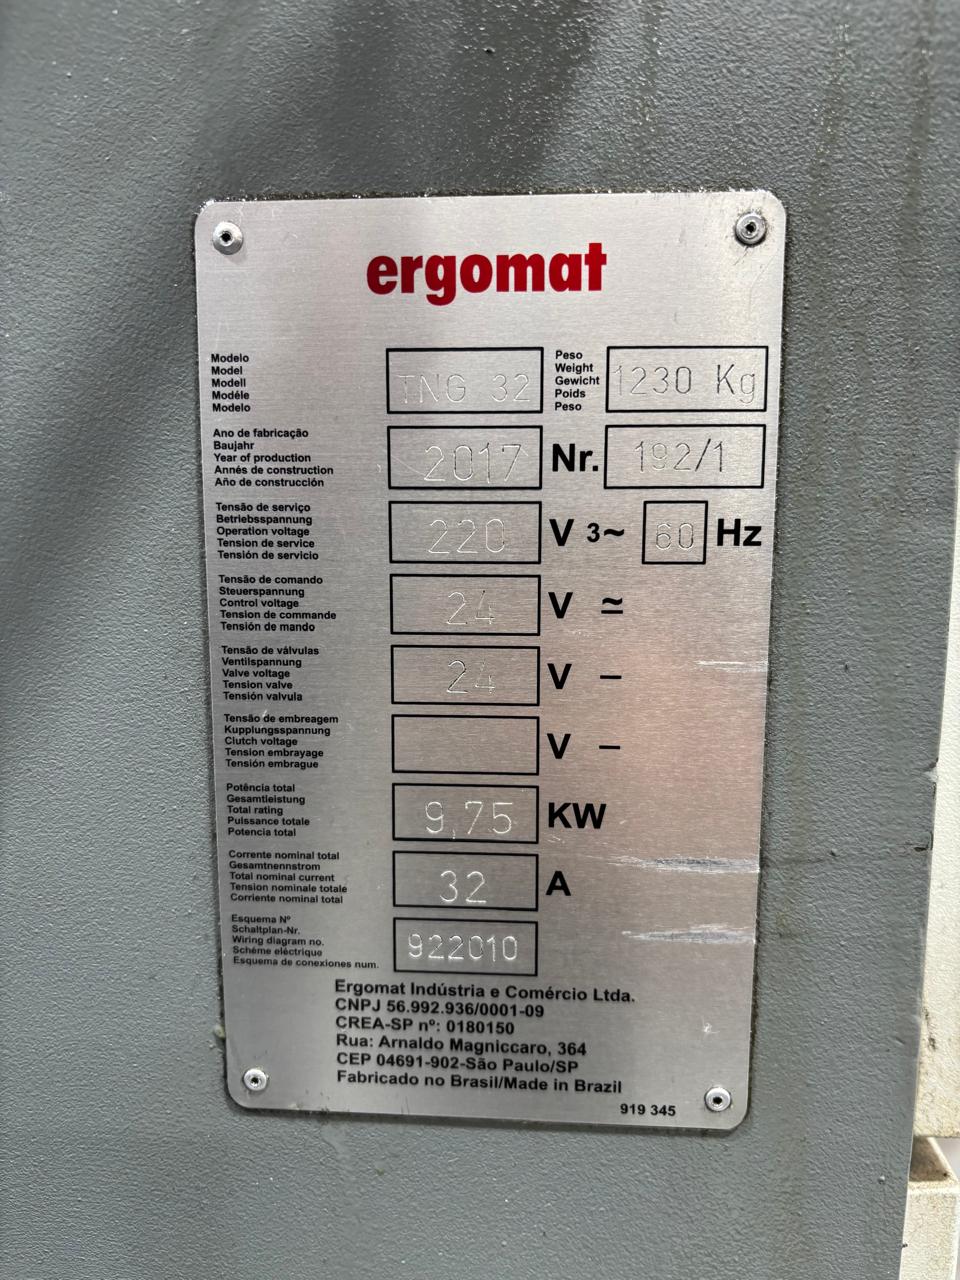 ergomat
Modelo
Model
Modell
Modèle
Modelo
TNG 32
Peso
Weight
Gewicht
Poids
Peso
1230 Kg
Ano de fabricação
Baujahr
Year of production
Annés de construction
Año de construcción
2017
Nr. 192/1
Tensão de serviço
Betriebsspannung
Operation voltage
Tension de service
Tensión de servicio
220 V 3~ 60 Hz
Tensão de comando
Steuerspannung
Control voltage
Tension de commande
Tensión de mando
24 V ≃
Tensão de válvulas
Ventilspannung
Valve voltage
Tension valve
Tensión valvula
24 V –
Tensão de embreagem
Kupplungsspannung
Clutch voltage
Tension embrayage
Tensión embrague
V –
Potência total
Gesamtleistung
Total rating
Puissance totale
Potencia total
9,75 KW
Corrente nominal total
Gesamtnennstrom
Total nominal current
Tension nominale totale
Corriente nominal total
32 A
Esquema Nº
Schaltplan-Nr.
Wiring diagram no.
Schéme eléctrique
Esquema de conexiones num.
922010
Ergomat Indústria e Comércio Ltda.
CNPJ 56.992.936/0001-09
CREA-SP nº: 0180150
Rua: Arnaldo Magniccaro, 364
CEP 04691-902-São Paulo/SP
Fabricado no Brasil/Made in Brazil
919 345